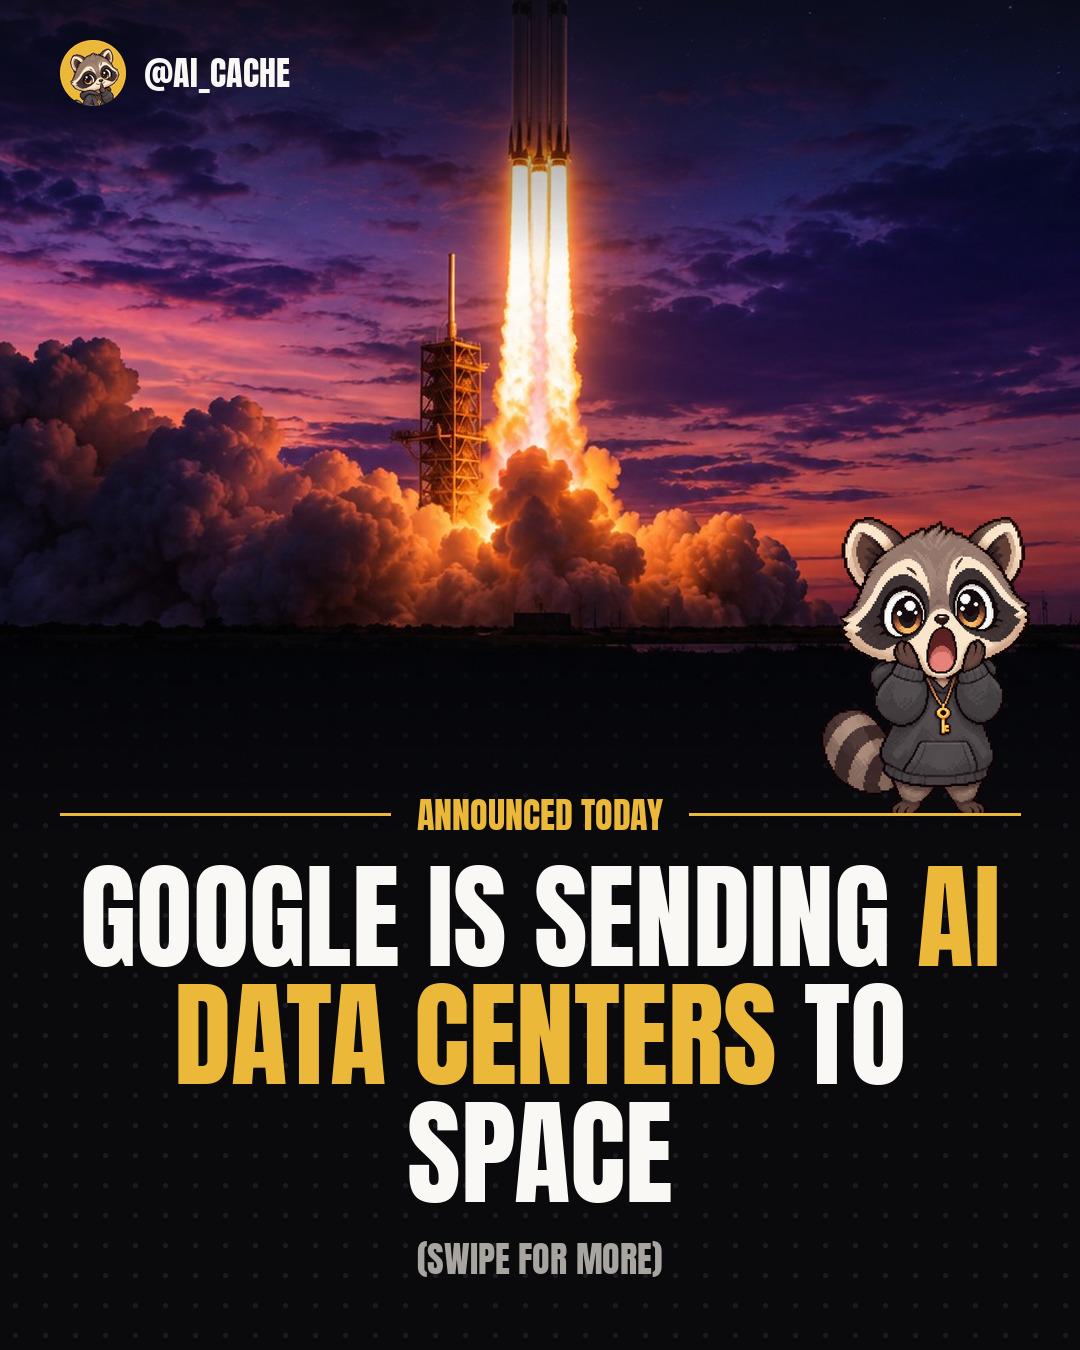 @AI_CACHE
ANNOUNCED TODAY
GOOGLE IS SENDING AI
DATA CENTERS TO
SPACE
(SWIPE FOR MORE)